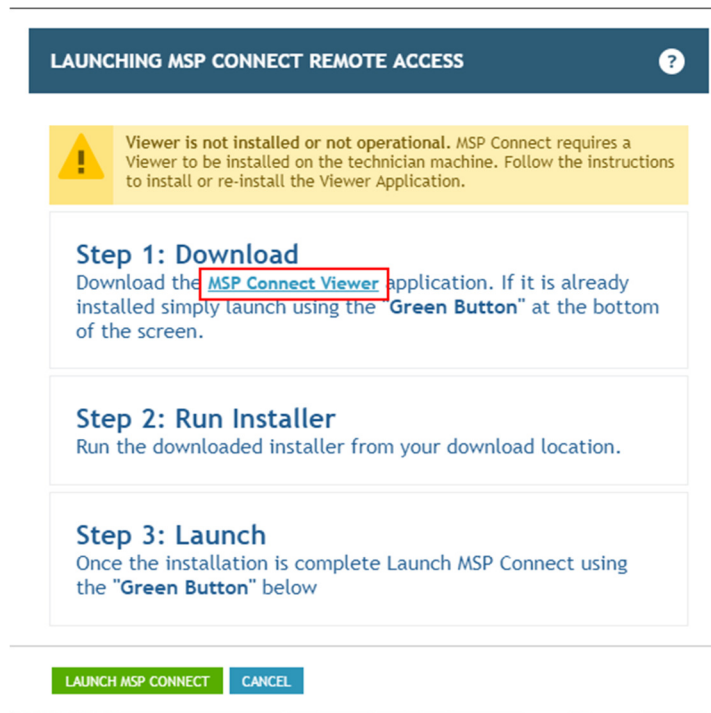 LAUNCHING MSP CONNECT REMOTE ACCESS
?
Viewer is not installed or not operational. MSP Connect requires a
Viewer to be installed on the technician machine. Follow the instructions
to install or re-install the Viewer Application.
Step 1: Download
Download the MSP Connect Viewer application. If it is already
installed simply launch using the "Green Button" at the bottom
of the screen.
Step 2: Run Installer
Run the downloaded installer from your download location.
Step 3: Launch
Once the installation is complete Launch MSP Connect using
the "Green Button" below
LAUNCH MSP CONNECT CANCEL